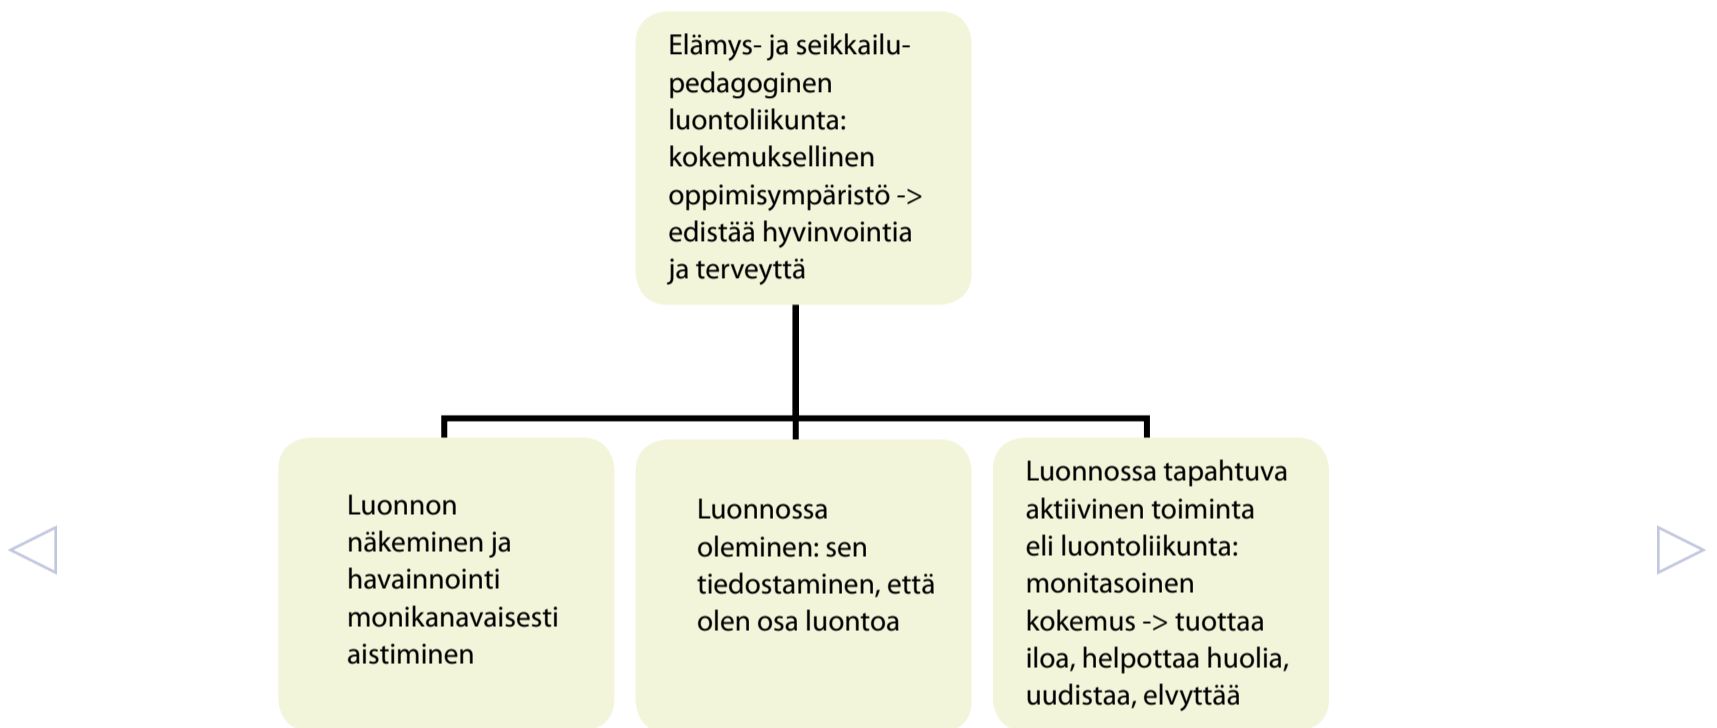 Elämys- ja seikkailu-
pedagoginen
luontoliikunta:
kokemuksellinen
oppimisympäristö ->
edistää hyvinvointia
ja terveyttä
Luonnon
näkeminen ja
havainnointi
monikanavaisesti
aistiminen
Luonnossa
oleminen: sen
tiedostaminen, että
olen osa luontoa
Luonnossa tapahtuva
aktiivinen toiminta
eli luontoliikunta:
monitasoinen
kokemus -> tuottaa
iloa, helpottaa huolia,
uudistaa, elvyttää